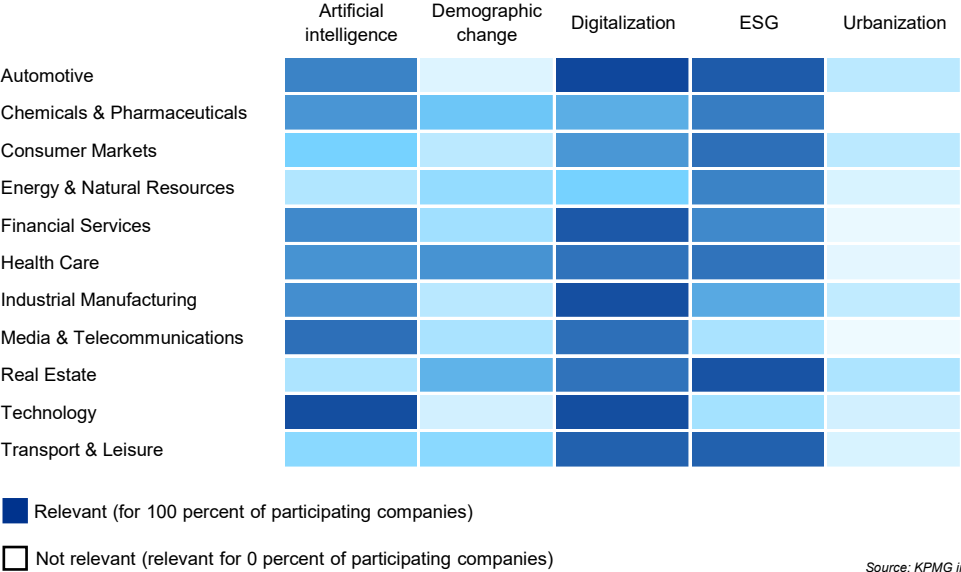 Artificial intelligence
Demographic change
Digitalization
ESG
Urbanization
Automotive
Chemicals & Pharmaceuticals
Consumer Markets
Energy & Natural Resources
Financial Services
Health Care
Industrial Manufacturing
Media & Telecommunications
Real Estate
Technology
Transport & Leisure
Relevant (for 100 percent of participating companies)
Not relevant (relevant for 0 percent of participating companies)
Source: KPMG